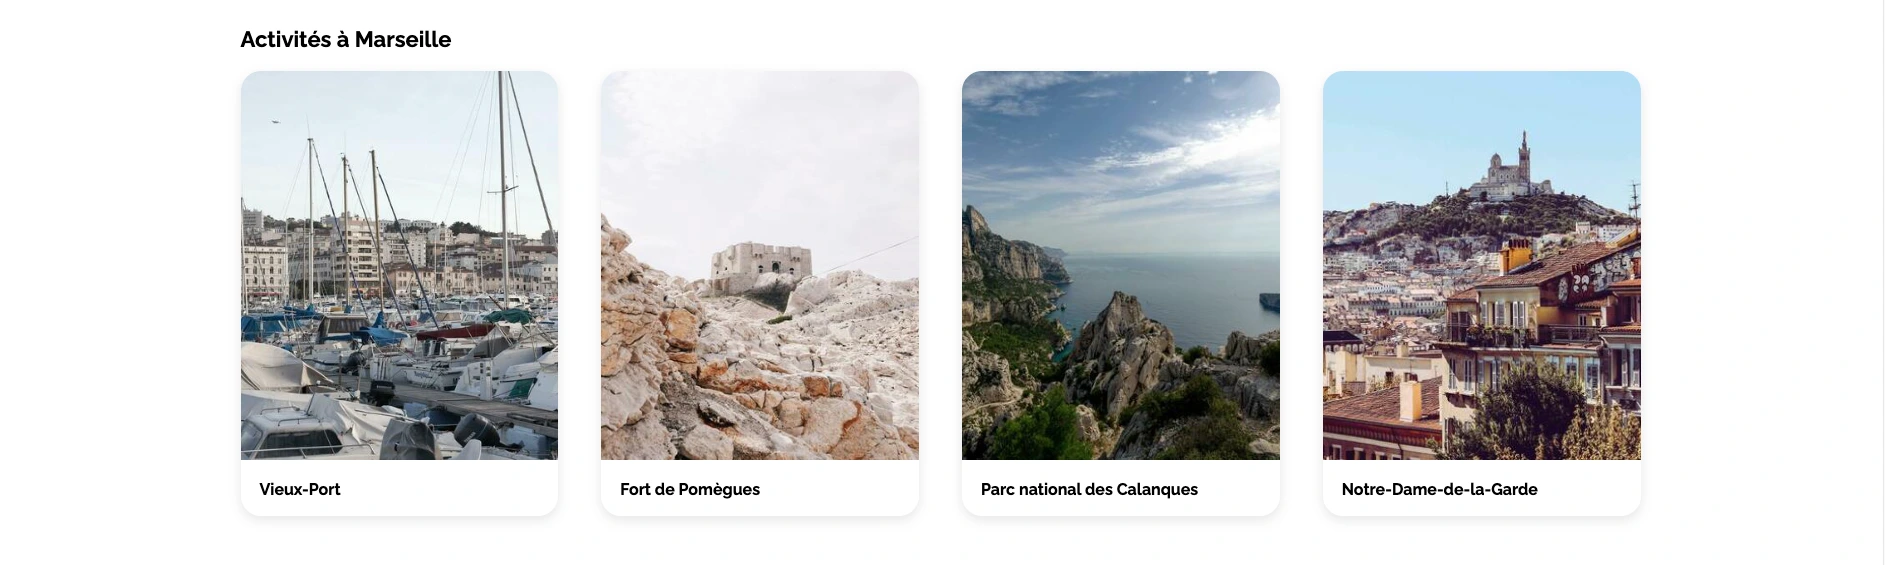 Activités à Marseille
Vieux-Port
Fort de Pomègues
Parc national des Calanques
Notre-Dame-de-la-Garde